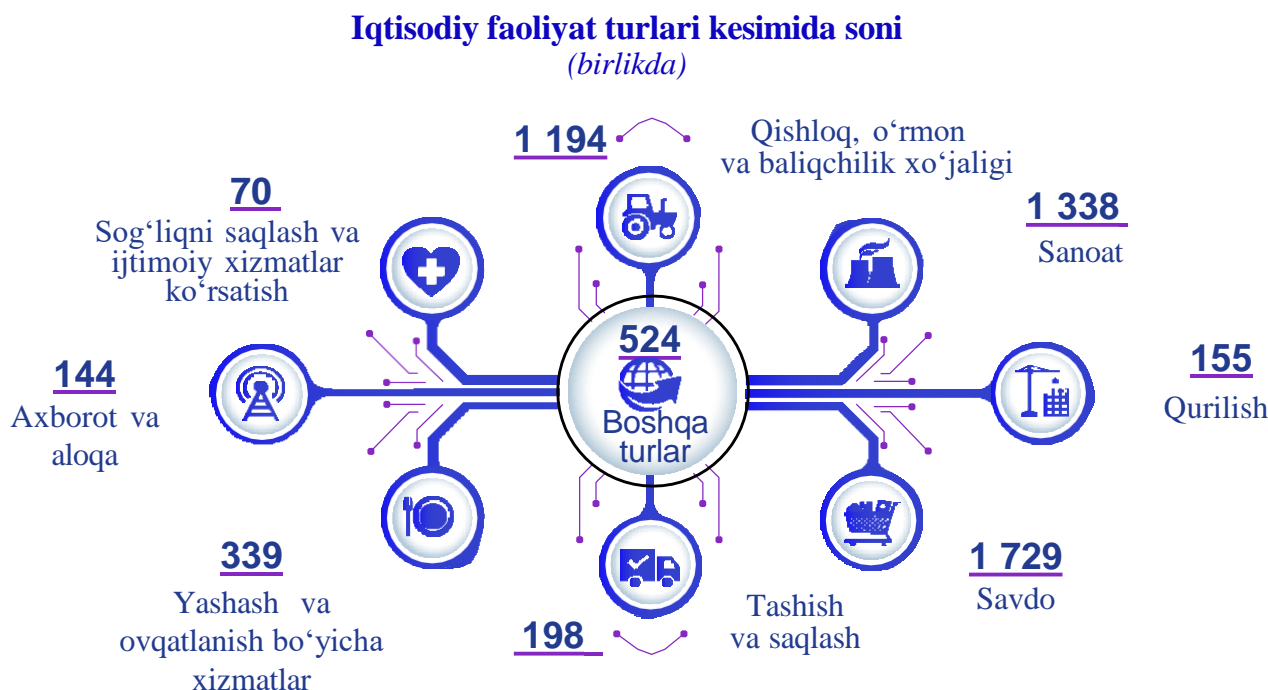 Iqtisodiy faoliyat turlari kesimida soni
(birlikda)
1 194
Qishloq, o‘rmon
va baliqchilik xo‘jaligi
70
Sog‘liqni saqlash va
ijtimoiy xizmatlar
ko‘rsatish
1 338
Sanoat
524
Boshqa
turlar
144
Axborot va
aloqa
155
Qurilish
339
Yashash va
ovqatlanish bo‘yicha
xizmatlar
198
Tashish
va saqlash
1 729
Savdo